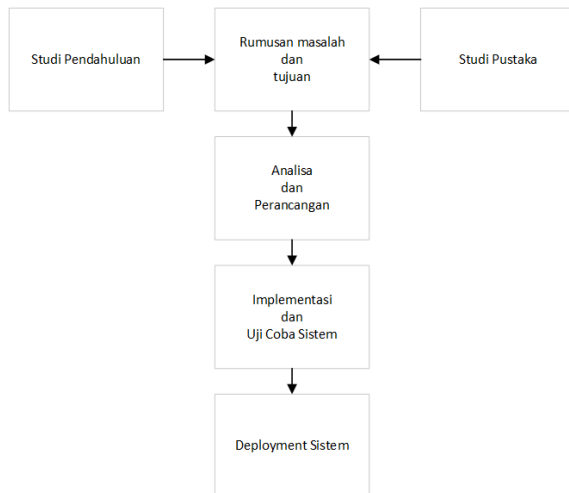 Studi Pendahuluan
Rumusan masalah
dan
tujuan
Studi Pustaka
Analisa
dan
Perancangan
Implementasi
dan
Uji Coba Sistem
Deployment Sistem